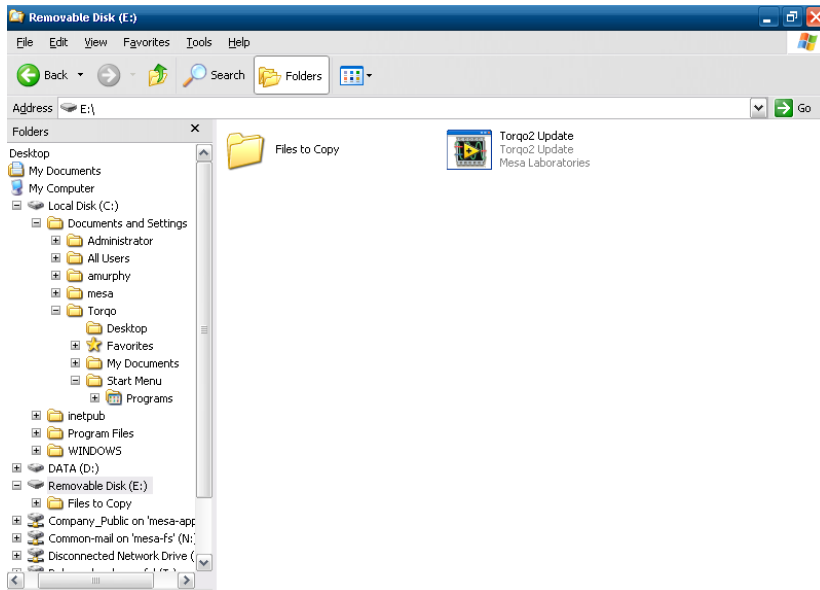 Removable Disk (E:)
File Edit View Favorites Tools Help
Back Search Folders
Address E:\ Go
Folders
Desktop
My Documents
My Computer
Local Disk (C:)
Documents and Settings
Administrator
All Users
amurphy
mesa
Torqo
Desktop
Favorites
My Documents
Start Menu
Programs
inetpub
Program Files
WINDOWS
DATA (D:)
Removable Disk (E:)
Files to Copy
Company_Public on 'mesa-app
Common-mail on 'mesa-fs' (N:
Disconnected Network Drive (
Files to Copy
Torqo2 Update
Torqo2 Update
Mesa Laboratories